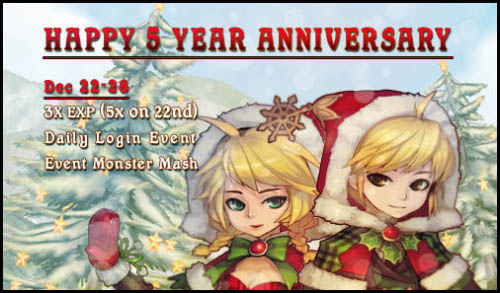 HAPPY 5 YEAR ANNIVERSARY
Dec 22-28
3X EXP (5x on 22nd)
Daily Login Event
Event Monster Mash